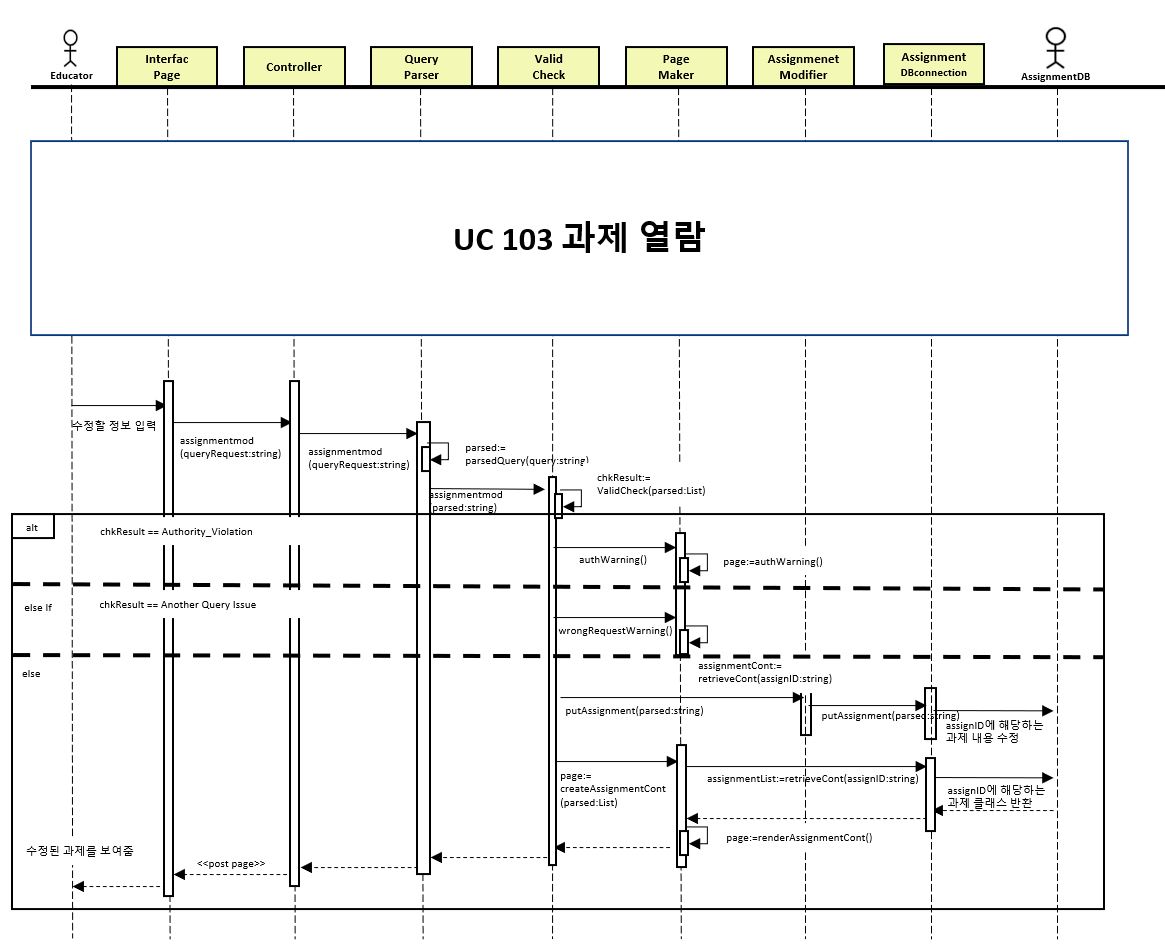 Educator
Interfac
Page
Controller
Query
Parser
Valid
Check
Page
Maker
Assignmenet
Modifier
Assignment
DBconnection
AssignmentDB
UC 103 과제 열람
수정할 정보 입력
assignmentmod
(queryRequest:string)
assignmentmod
(queryRequest:string)
parsed:=
parsedQuery(query:string)
assignmentmod
(parsed:string)
chkResult:=
ValidCheck(parsed:List)
alt
chkResult == Authority_Violation
authWarning()
page:=authWarning()
else If
chkResult == Another Query Issue
wrongRequestWarning()
else
assignmentCont:=
retrieveCont(assignID:string)
putAssignment(parsed:string)
putAssignment(parsed:string)
assignID에 해당하는
과제 내용 수정
page:=
createAssignmentCont
(parsed:List)
assignmentList:=retrieveCont(assignID:string)
assignID에 해당하는
과제 클래스 반환
page:=renderAssignmentCont()
수정된 과제를 보여줌
<<post page>>